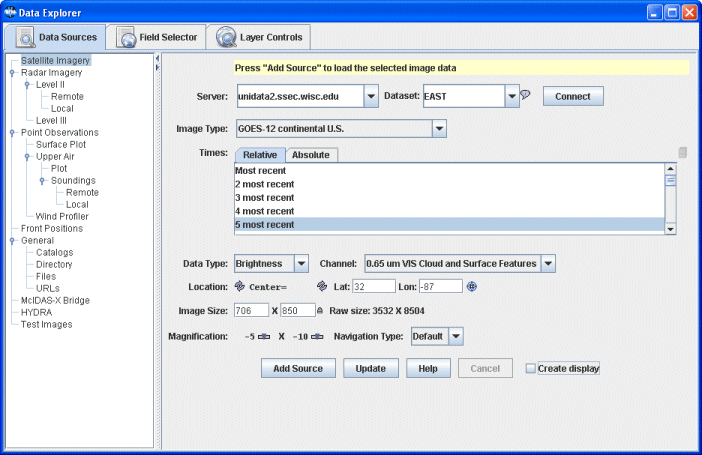 Data Explorer
Data Sources
Field Selector
Layer Controls
Satellite Imagery
Radar Imagery
Level II
Remote
Local
Level III
Point Observations
Surface Plot
Upper Air
Plot
Soundings
Remote
Local
Wind Profiler
Front Positions
General
Catalogs
Directory
Files
URLs
McIDAS-X Bridge
HYDRA
Test Images
Press "Add Source" to load the selected image data
Server: unidata2.ssec.wisc.edu Dataset: EAST Connect
Image Type: GOES-12 continental U.S.
Times: Relative Absolute
Most recent
2 most recent
3 most recent
4 most recent
5 most recent
Data Type: Brightness Channel: 0.65 um VIS Cloud and Surface Features
Location: Center= Lat: 32 Lon: -87
Image Size: 706 X 850 Raw size: 3532 X 8504
Magnification: -5 X -10 Navigation Type: Default
Add Source Update Help Cancel Create display